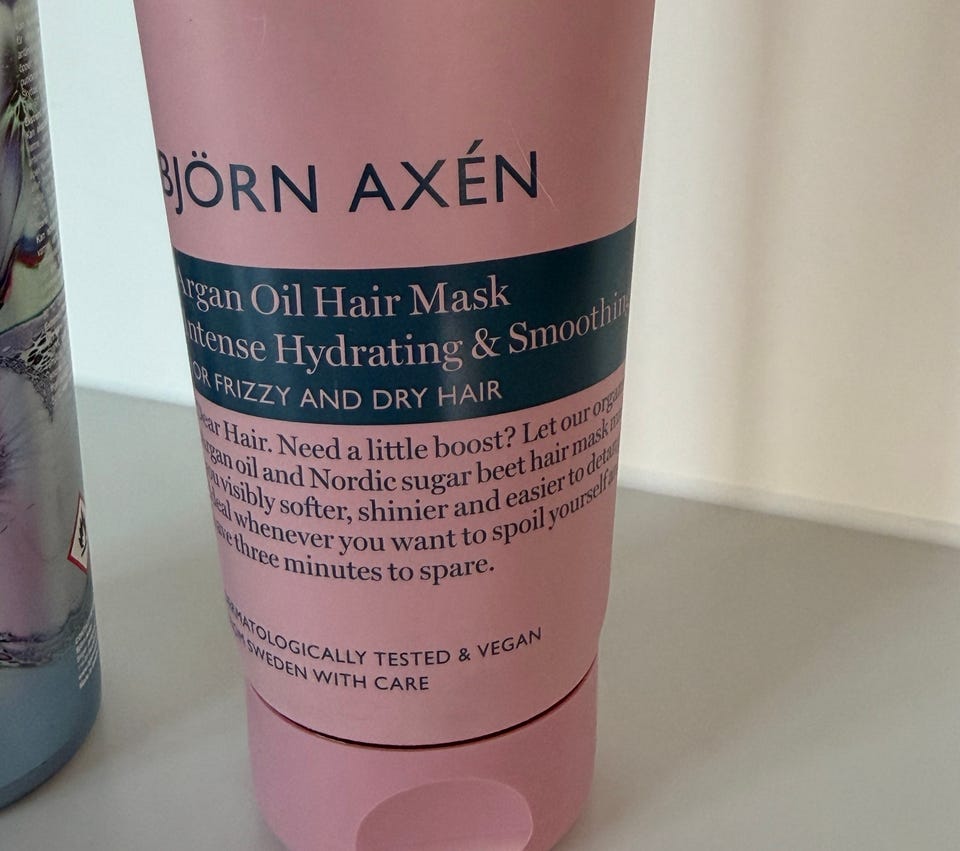 BJÖRN AXÉN
Argan Oil Hair Mask
Intense Hydrating & Smoothing
FOR FRIZZY AND DRY HAIR
Dear Hair. Need a little boost? Let our
argan oil and Nordic sugar beet hair mask
you visibly softer, shinier and easier to
whenever you want to spoil yourself
three minutes to spare.
DERMATOLOGICALLY TESTED & VEGAN
SWEDEN WITH CARE